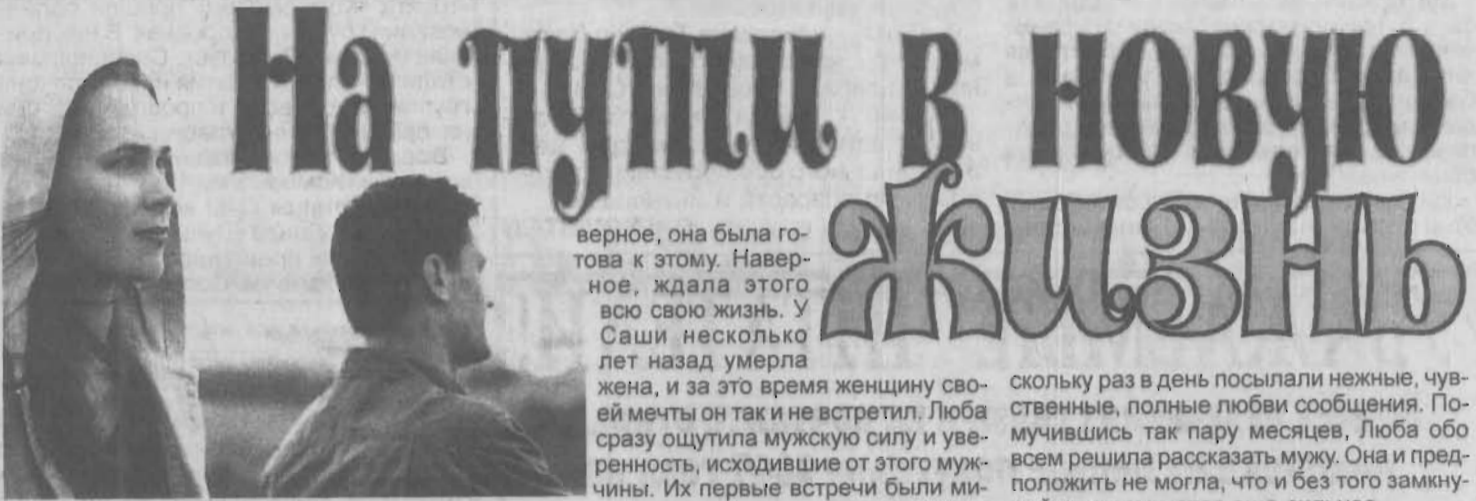 На пути в новую
жизнь
верное, она была го-
това к этому. Навер-
ное, ждала этого
всю свою жизнь. У
Саши несколько
лет назад умерла
жена, и за это время женщину сво-
ей мечты он так и не встретил. Люба
сразу ощутила мужскую силу и уве-
ренность, исходившие от этого муж-
чины. Их первые встречи были ми-
скольку раз в день посылали нежные, чув-
ственные, полные любви сообщения. По-
мучившись так пару месяцев, Люба обо
всем решила рассказать мужу. Она и пред-
положить не могла, что и без того замкну-